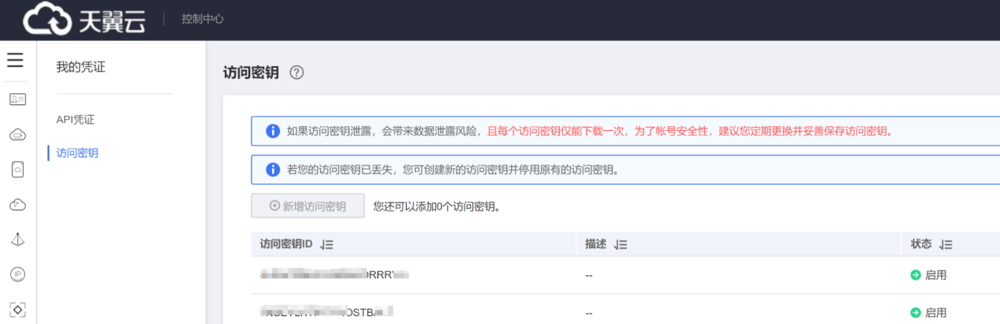 天翼云 控制中心
我的凭证
API凭证
访问密钥
访问密钥 ?
如果访问密钥泄露，会带来数据泄露风险，且每个访问密钥仅能下载一次，为了帐号安全性，建议您定期更换并妥善保存访问密钥。
若您的访问密钥已丢失，您可创建新的访问密钥并停用原有的访问密钥。
新增访问密钥 您还可以添加0个访问密钥。
访问密钥ID 描述 状态
-- 启用
-- 启用
IP